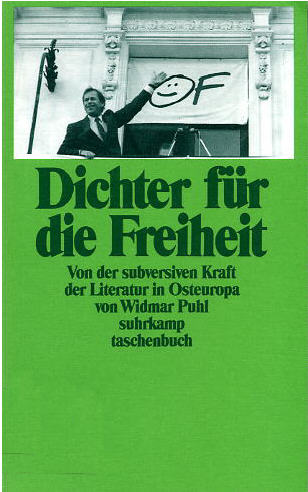 OF
Dichter für
die Freiheit
Von der subversiven Kraft
der Literatur in Osteuropa
von Widmar Puhl
suhrkamp
taschenbuch